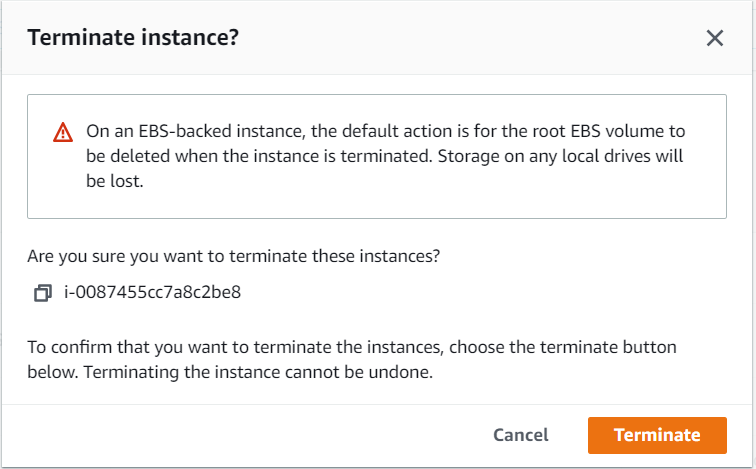 Terminate instance?
On an EBS-backed instance, the default action is for the root EBS volume to
be deleted when the instance is terminated. Storage on any local drives will
be lost.
Are you sure you want to terminate these instances?
i-0087455cc7a8c2be8
To confirm that you want to terminate the instances, choose the terminate button
below. Terminating the instance cannot be undone.
Cancel
Terminate